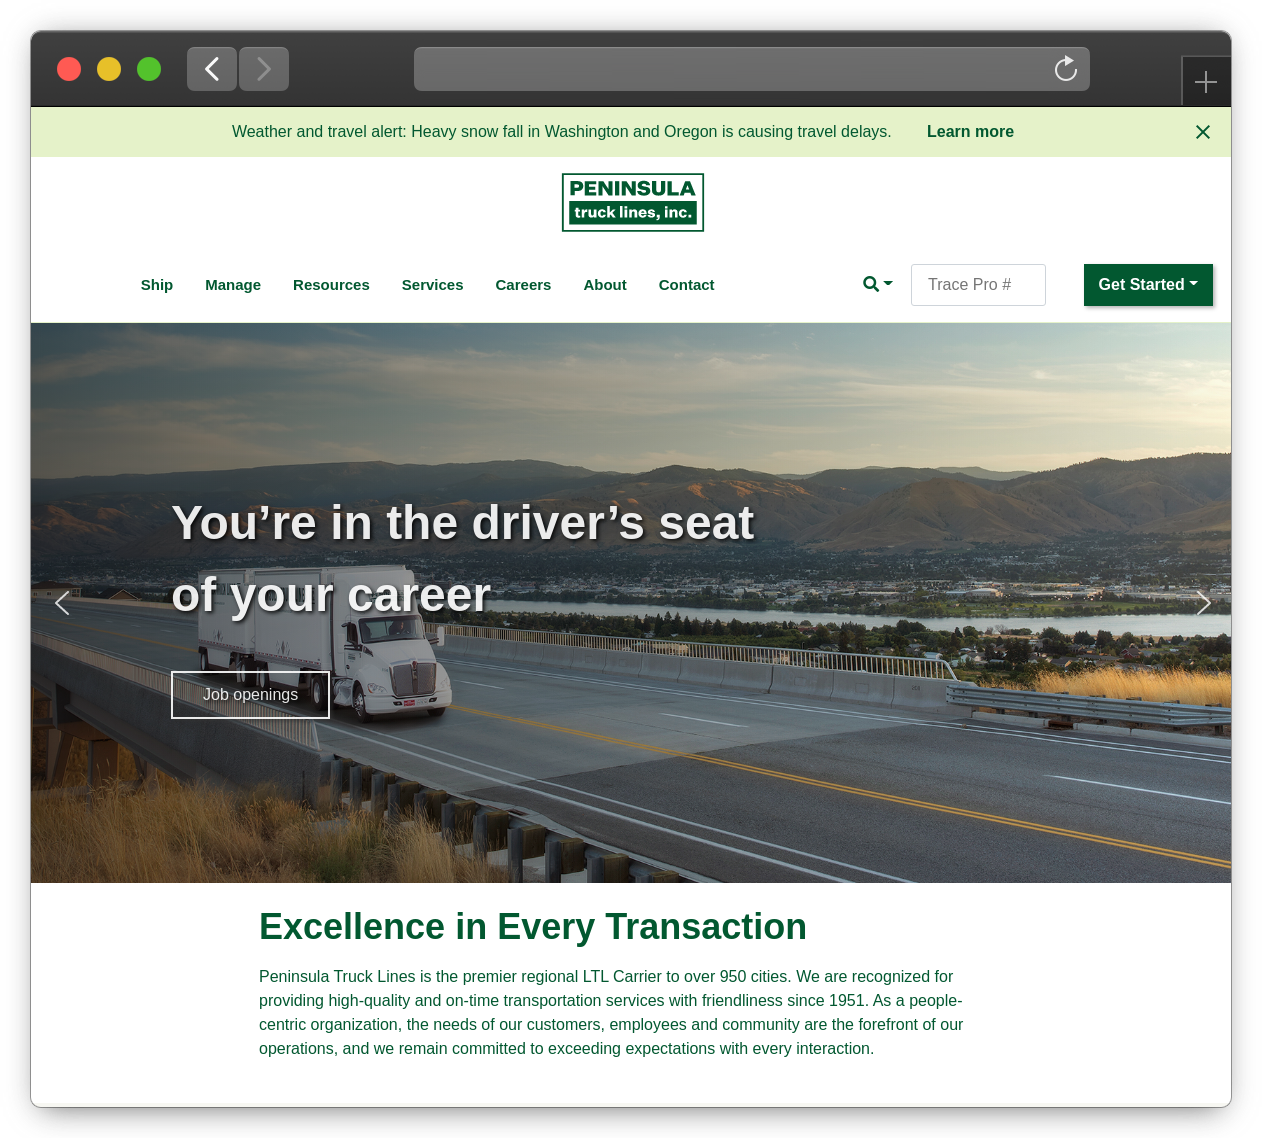 Weather and travel alert: Heavy snow fall in Washington and Oregon is causing travel delays. Learn more
PENINSULA
truck lines, inc.
Ship Manage Resources Services Careers About Contact Trace Pro # Get Started
You’re in the driver’s seat
of your career
Job openings
Excellence in Every Transaction
Peninsula Truck Lines is the premier regional LTL Carrier to over 950 cities. We are recognized for
providing high-quality and on-time transportation services with friendliness since 1951. As a people-
centric organization, the needs of our customers, employees and community are the forefront of our
operations, and we remain committed to exceeding expectations with every interaction.